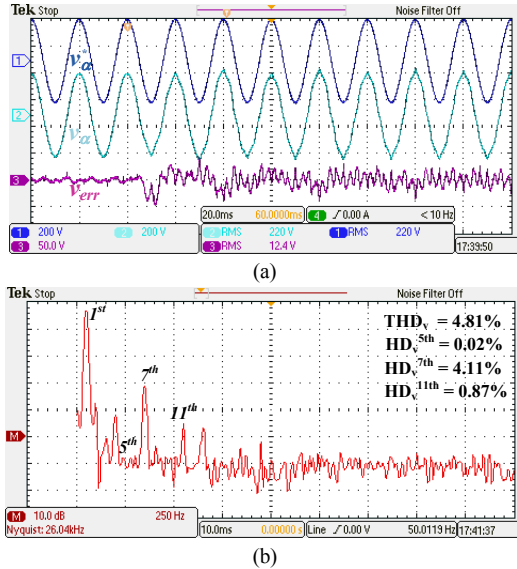 Tek Stop Noise Filter Off
1
v*α
2
vα
3
verr
20.0ms 60.0000ms 4 0.00 A < 10 Hz
1 200 V 2 200 V 2 RMS 220 V 1 RMS 220 V
3 50.0 V 3 RMS 12.4 V 17:39:50
(a)
Tek Stop Noise Filter Off
1st
THDv = 4.81%
HDv5th = 0.02%
7th
HDv7th = 4.11%
HDv11th = 0.87%
11th
5th
M
M 10.0 dB 250 Hz
Nyquist: 26.04kHz 10.0ms 0.00000 s Line 0.00 V 50.0119 Hz 17:41:37
(b)